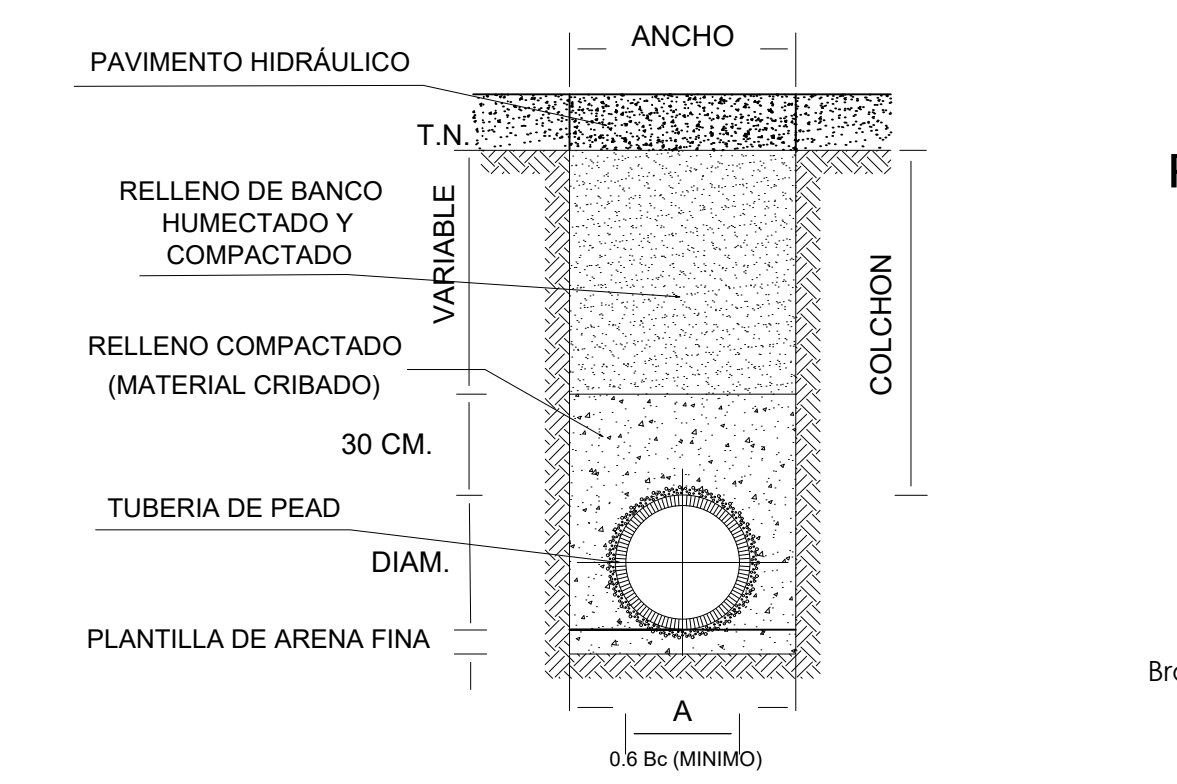 ANCHO
PAVIMENTO HIDRÁULICO
T.N.
RELLENO DE BANCO
HUMECTADO Y
COMPACTADO
VARIABLE
COLCHON
RELLENO COMPACTADO
(MATERIAL CRIBADO)
30 CM.
TUBERIA DE PEAD
DIAM.
PLANTILLA DE ARENA FINA
A
0.6 Bc (MINIMO)